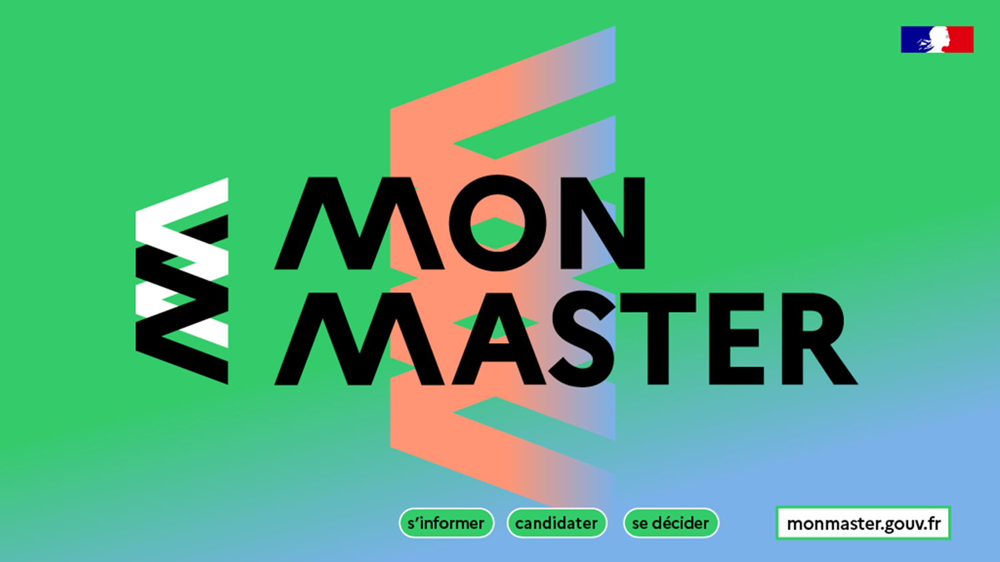 MON
MASTER
s'informer candidater se décider monmaster.gouv.fr